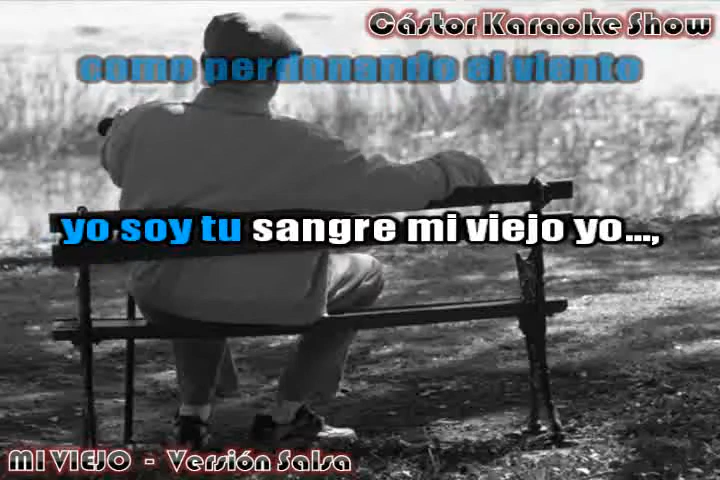 Cástor Karaoke Show
como perdonando el viento
yo soy tu sangre mi viejo yo...,
MI VIEJO - Versión Salsa